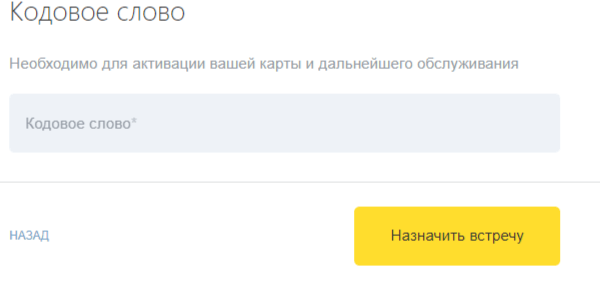 Кодовое слово
Необходимо для активации вашей карты и дальнейшего обслуживания
Кодовое слово*
НАЗАД
Назначить встречу